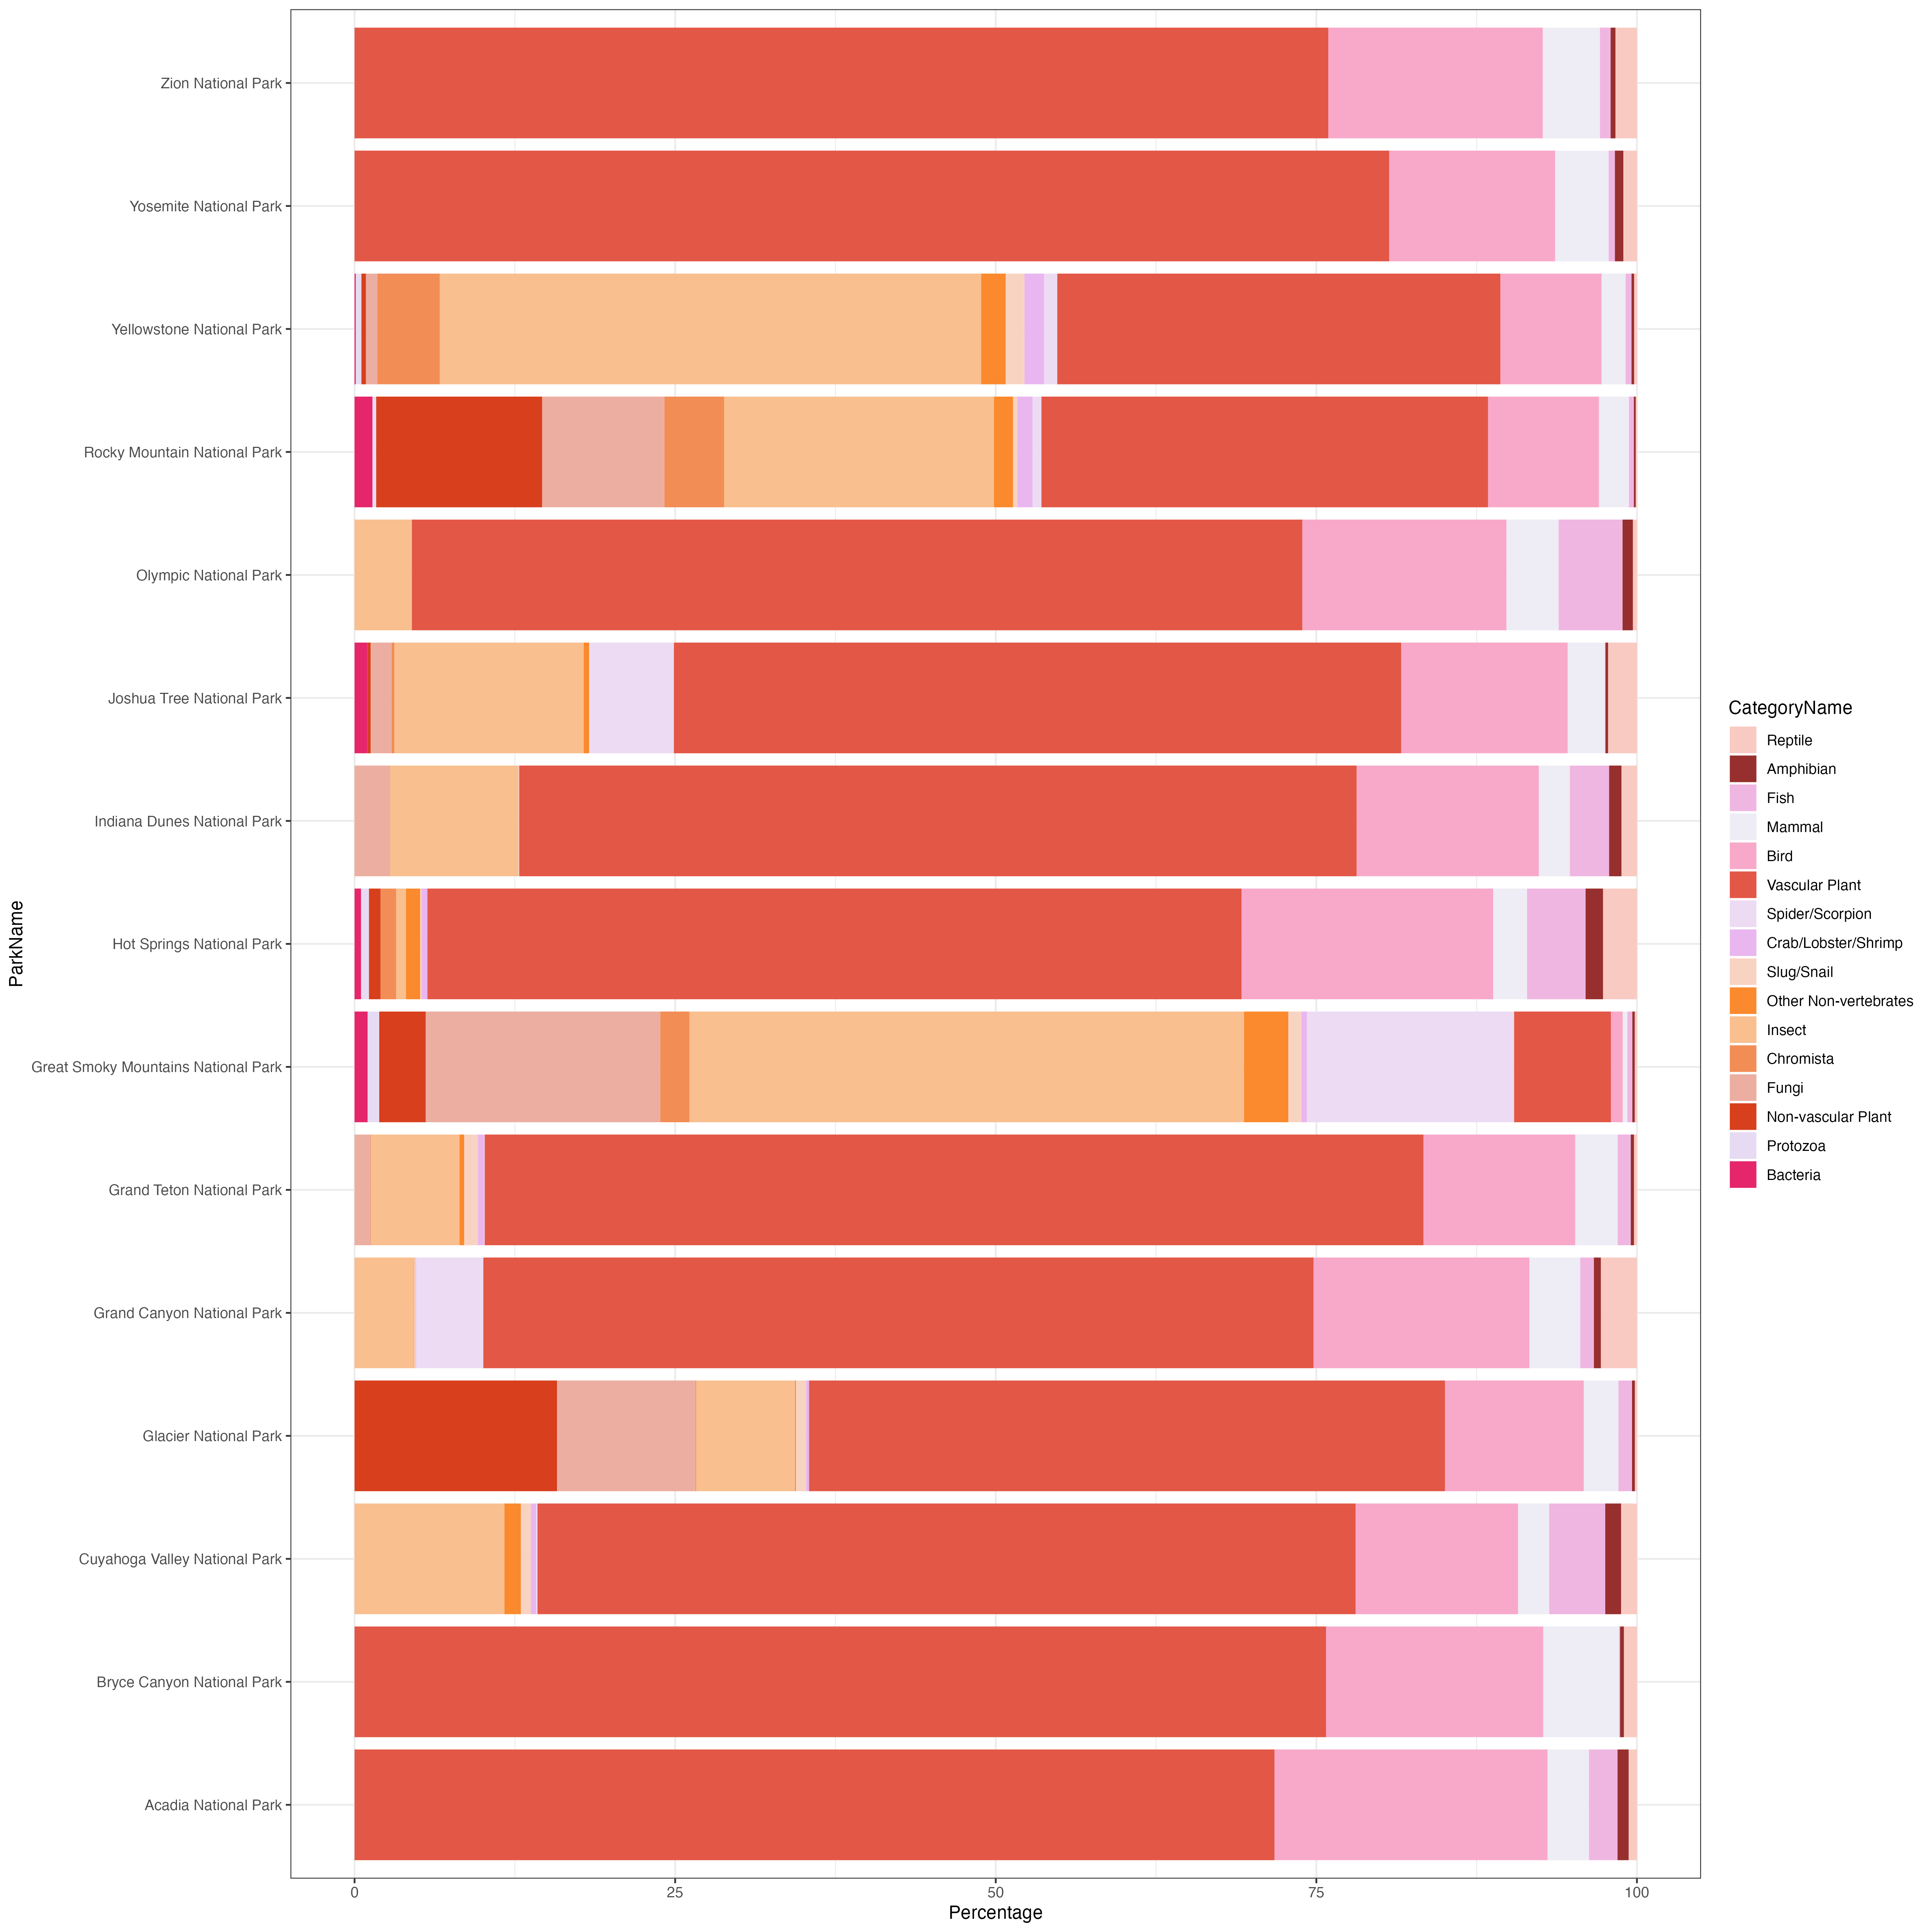 Zion National Park
Yosemite National Park
Yellowstone National Park
Rocky Mountain National Park
Olympic National Park
Joshua Tree National Park
Indiana Dunes National Park
Hot Springs National Park
Great Smoky Mountains National Park
Grand Teton National Park
Grand Canyon National Park
Glacier National Park
Cuyahoga Valley National Park
Bryce Canyon National Park
Acadia National Park
ParkName
0 25 50 75 100
Percentage
CategoryName
Reptile
Amphibian
Fish
Mammal
Bird
Vascular Plant
Spider/Scorpion
Crab/Lobster/Shrimp
Slug/Snail
Other Non-vertebrates
Insect
Chromista
Fungi
Non-vascular Plant
Protozoa
Bacteria